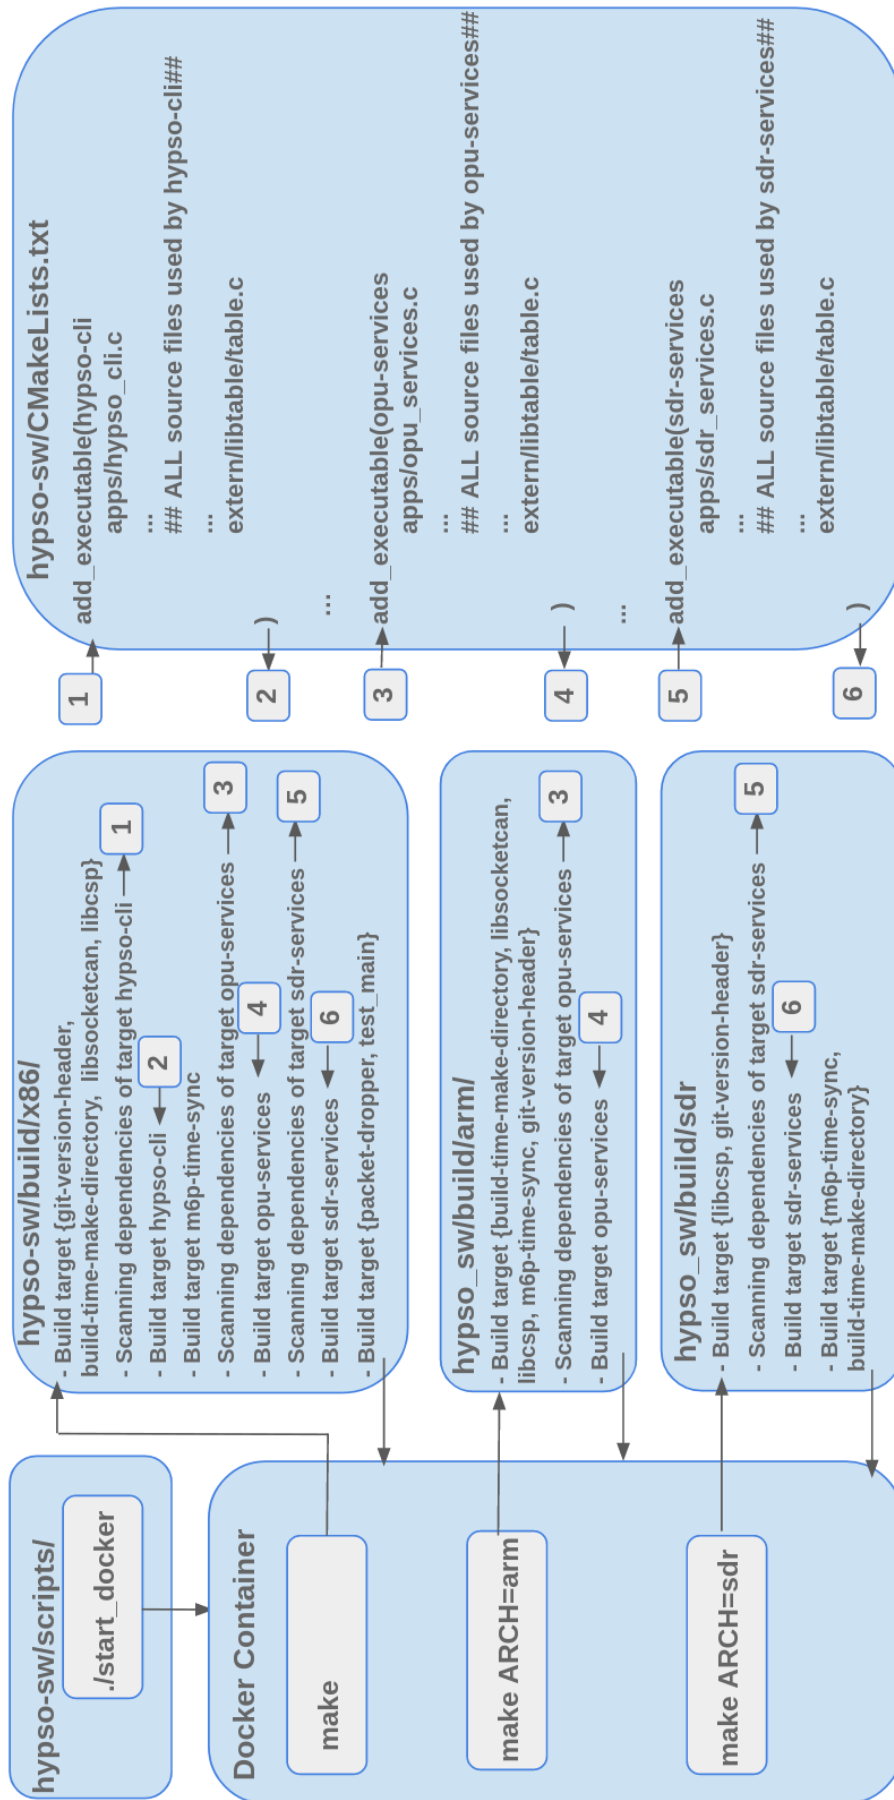 hypso-sw/scripts/
./start_docker
Docker Container
make
make ARCH=arm
make ARCH=sdr
hypso-sw/build/x86/
- Build target {git-version-header,
build-time-make-directory, libsocketcan, libcsp}
- Scanning dependencies of target hypso-cli
1
- Build target hypso-cli
2
- Build target m6p-time-sync
- Scanning dependencies of target opu-services
3
- Build target opu-services
4
- Scanning dependencies of target sdr-services
5
- Build target sdr-services
6
- Build target {packet-dropper, test_main}
hypso_sw/build/arm/
- Build target {build-time-make-directory, libsocketcan,
libcsp, m6p-time-sync, git-version-header}
- Scanning dependencies of target opu-services
3
- Build target opu-services
4
hypso_sw/build/sdr
- Build target {libcsp, git-version-header}
- Scanning dependencies of target sdr-services
5
- Build target sdr-services
6
- Build target {m6p-time-sync,
build-time-make-directory}
hypso-sw/CMakeLists.txt
1
add_executable(hypso-cli
apps/hypso_cli.c
...
## ALL source files used by hypso-cli##
...
extern/libtable/table.c
2
)
...
3
add_executable(opu-services
apps/opu_services.c
...
## ALL source files used by opu-services##
...
extern/libtable/table.c
4
)
...
5
add_executable(sdr-services
apps/sdr_services.c
...
## ALL source files used by sdr-services##
...
extern/libtable/table.c
6
)